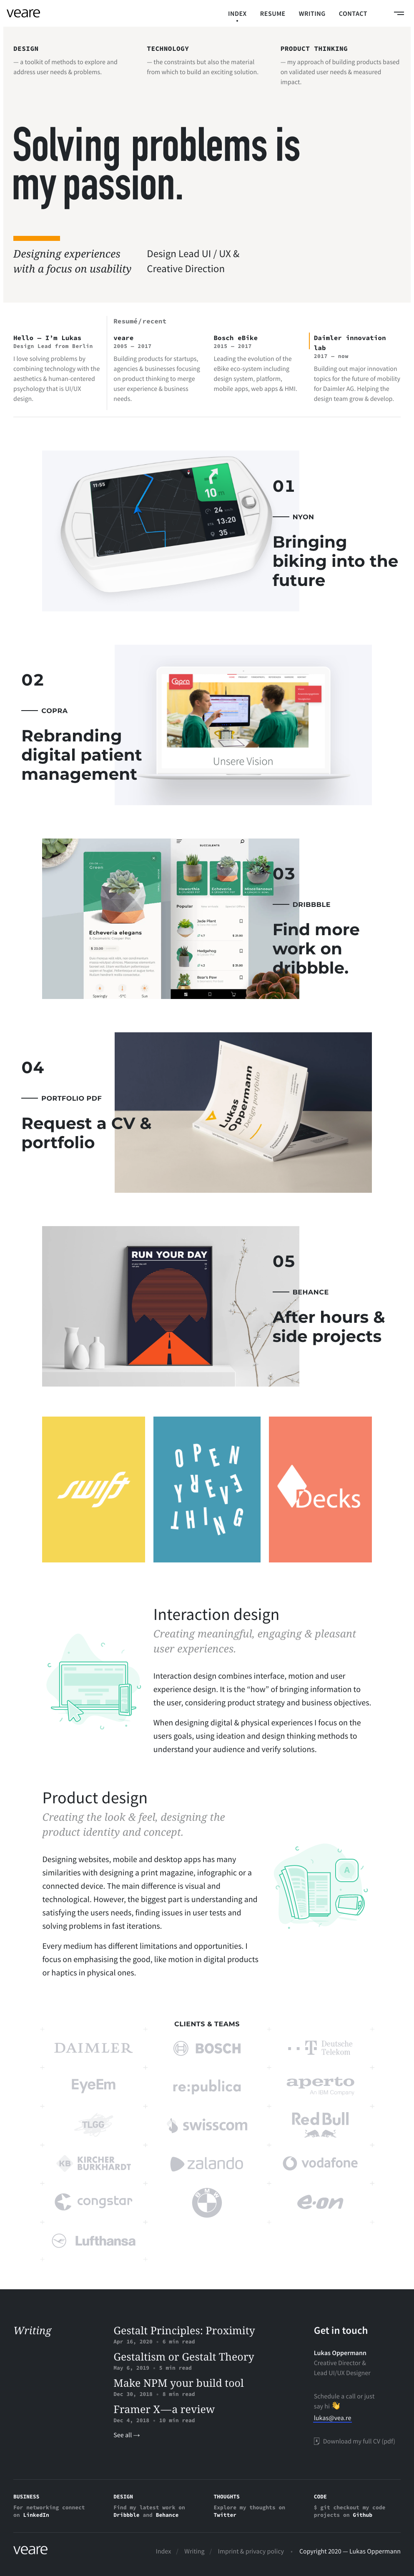 veare
INDEX RESUME WRITING CONTACT
DESIGN
— a toolkit of methods to explore and
address user needs & problems.
TECHNOLOGY
— the constraints but also the material
from which to build an exciting solution.
PRODUCT THINKING
— my approach of building products based
on validated user needs & measured
impact.
Solving problems is
my passion.
Designing experiences
with a focus on usability
Design Lead UI / UX &
Creative Direction
Resumé/recent
Hello — I'm Lukas
Design Lead from Berlin
I love solving problems by
combining technology with the
aesthetics & human-centered
psychology that is UI/UX
design.
veare
2005 — 2017
Building products for startups,
agencies & businesses focusing
on product thinking to merge
user experience & business
needs.
Bosch eBike
2015 — 2017
Leading the evolution of the
eBike eco-system including
design system, platform,
mobile apps, web apps & HMI.
Daimler innovation
lab
2017 — now
Building out major innovation
topics for the future of mobility
for Daimler AG. Helping the
design team grow & develop.
11:55
10
24
13:20
35
01
NYON
Bringing
biking into the
future
02
COPRA
Rebranding
digital patient
management
Copra
Unsere Vision
SUCCULENTS
Echeveria elegans
Popular
Jade Plant
Hedgehog
Bear's Paw
03
DRIBBBLE
Find more
work on
dribbble.
04
PORTFOLIO PDF
Request a CV &
portfolio
Lukas
Oppermann
Design portfolio
RUN YOUR DAY
05
BEHANCE
After hours &
side projects
swift
OPEN
EVERY
THING
Decks
Interaction design
Creating meaningful, engaging & pleasant
user experiences.
Interaction design combines interface, motion and user
experience design. It is the “how” of bringing information to
the user, considering product strategy and business objectives.
When designing digital & physical experiences I focus on the
users goals, using ideation and design thinking methods to
understand your audience and verify solutions.
Product design
Creating the look & feel, designing the
product identity and concept.
Designing websites, mobile and desktop apps has many
similarities with designing a print magazine, infographic or a
connected device. The main difference is visual and
technological. However, the biggest part is understanding and
satisfying the users needs, finding issues in user tests and
solving problems in fast iterations.
Every medium has different limitations and opportunities. I
focus on emphasising the good, like motion in digital products
or haptics in physical ones.
A
CLIENTS & TEAMS
DAIMLER
BOSCH
T Deutsche
Telekom
EyeEm
re:publica
aperto
An IBM Company
TLGG
swisscom
Red Bull
KB KIRCHER
BURKHARDT
zalando
vodafone
congstar
BMW
e·on
Lufthansa
Writing
Gestalt Principles: Proximity
Apr 16, 2020 - 6 min read
Gestaltism or Gestalt Theory
May 6, 2019 - 5 min read
Make NPM your build tool
Dec 30, 2018 - 8 min read
Framer X — a review
Dec 4, 2018 - 10 min read
See all →
Get in touch
Lukas Oppermann
Creative Director &
Lead UI/UX Designer
Schedule a call or just
say hi 👋
lukas@vea.re
Download my full CV (pdf)
BUSINESS
For networking connect
on LinkedIn
DESIGN
Find my latest work on
Dribbble and Behance
THOUGHTS
Explore my thoughts on
Twitter
CODE
$ git checkout my code
projects on Github
veare
Index / Writing / Imprint & privacy policy - Copyright 2020 — Lukas Oppermann